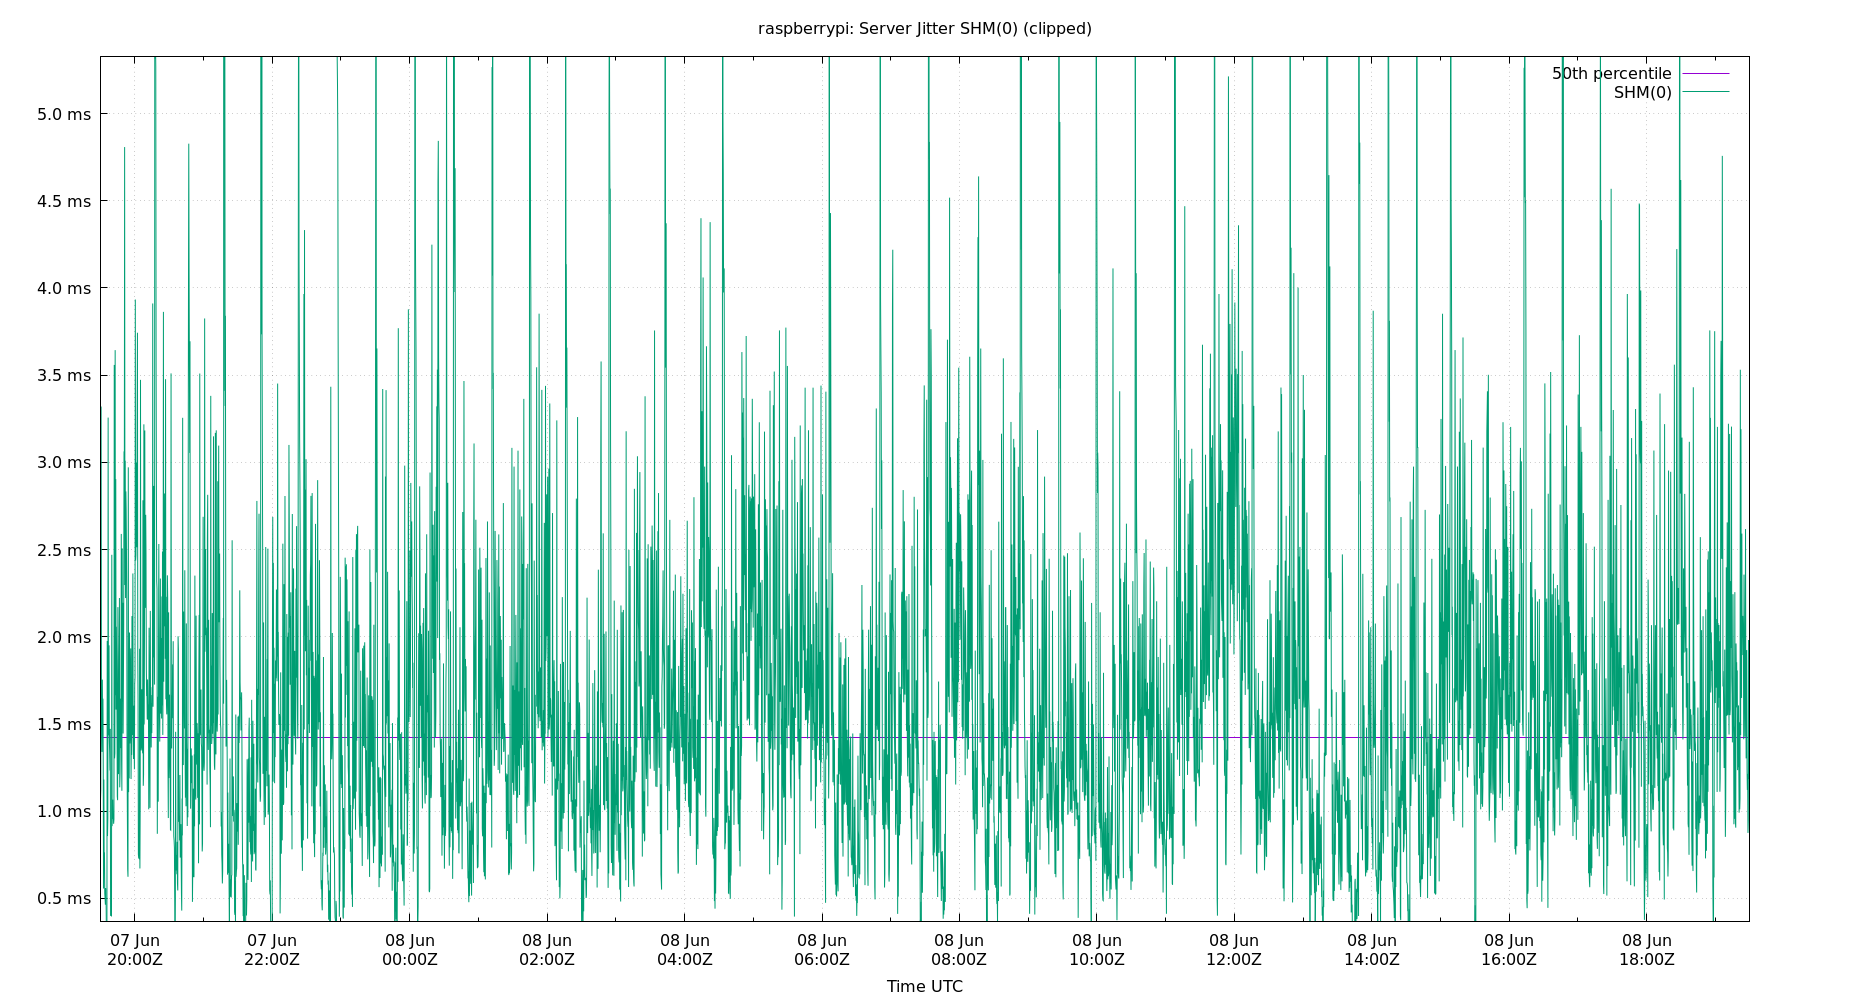 raspberrypi: Server Jitter SHM(0) (clipped)
50th percentile
SHM(0)
5.0 ms
4.5 ms
4.0 ms
3.5 ms
3.0 ms
2.5 ms
2.0 ms
1.5 ms
1.0 ms
0.5 ms
07 Jun 07 Jun 08 Jun 08 Jun 08 Jun 08 Jun 08 Jun 08 Jun 08 Jun 08 Jun 08 Jun 08 Jun
20:00Z 22:00Z 00:00Z 02:00Z 04:00Z 06:00Z 08:00Z 10:00Z 12:00Z 14:00Z 16:00Z 18:00Z
Time UTC